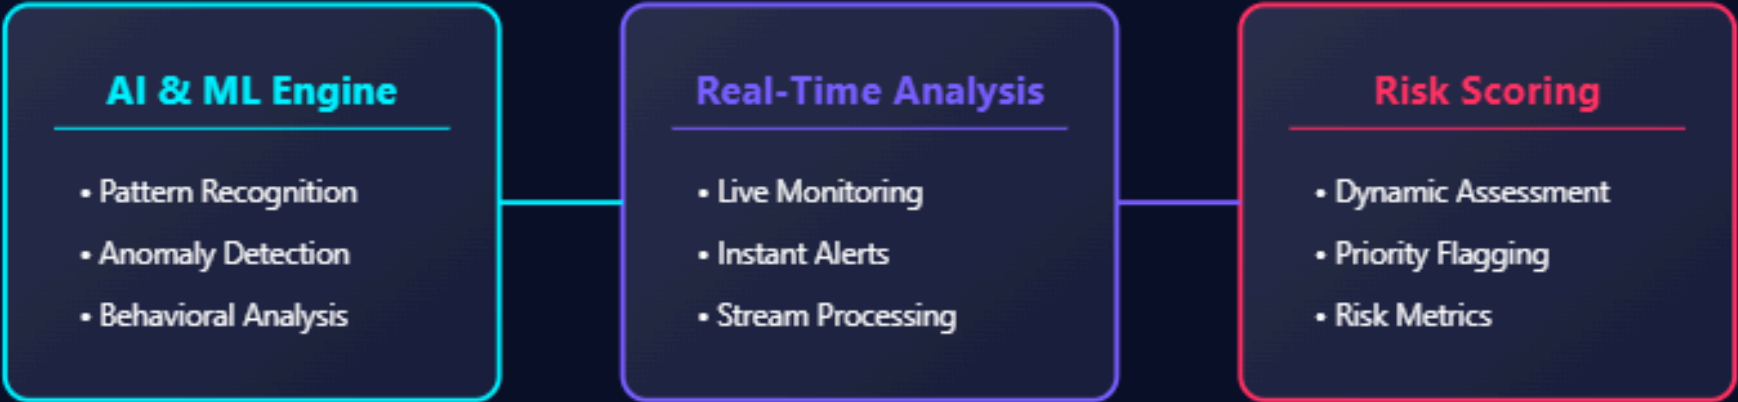 AI & ML Engine
• Pattern Recognition
• Anomaly Detection
• Behavioral Analysis
Real-Time Analysis
• Live Monitoring
• Instant Alerts
• Stream Processing
Risk Scoring
• Dynamic Assessment
• Priority Flagging
• Risk Metrics